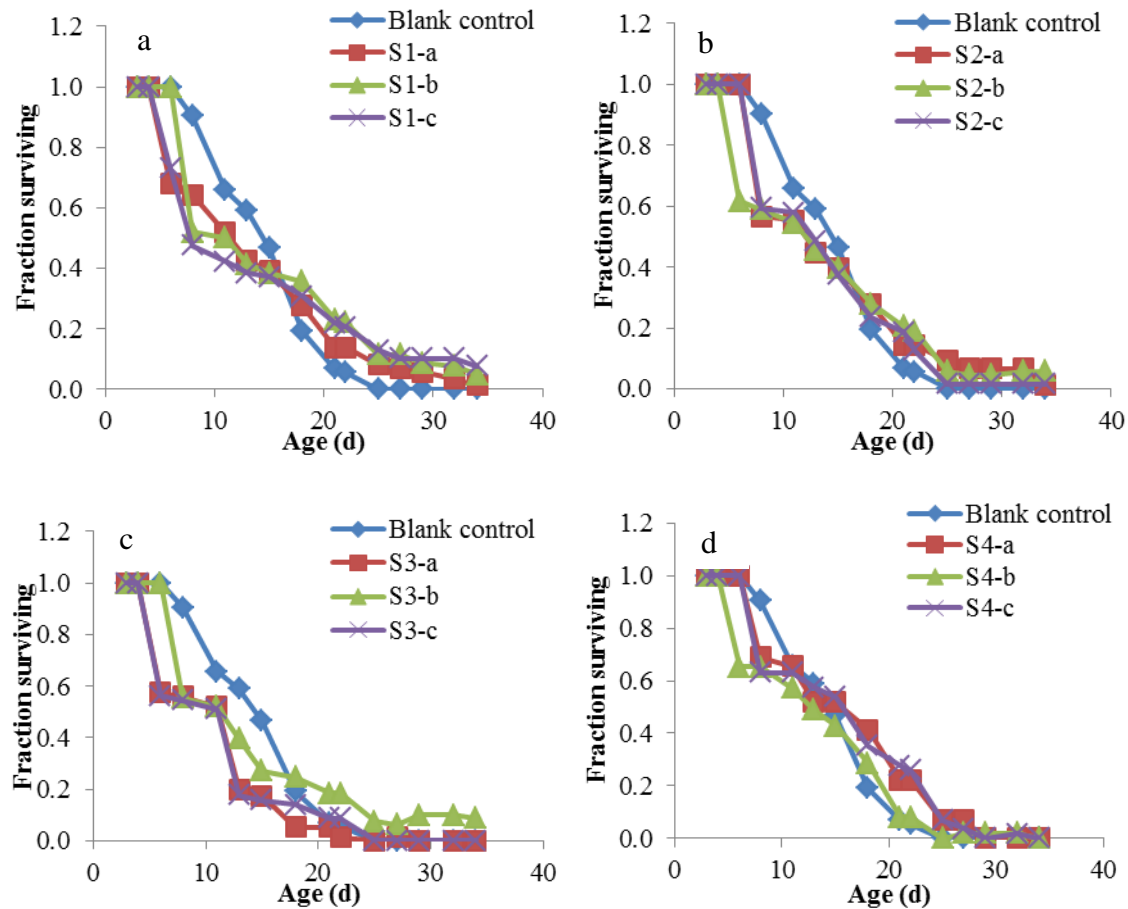 a
Blank control
S1-a
S1-b
S1-c
Fraction surviving
1.2
1.0
0.8
0.6
0.4
0.2
0.0
0 10 20 30 40
Age (d)
b
Blank control
S2-a
S2-b
S2-c
Fraction surviving
1.2
1.0
0.8
0.6
0.4
0.2
0.0
0 10 20 30 40
Age (d)
c
Blank control
S3-a
S3-b
S3-c
Fraction surviving
1.2
1.0
0.8
0.6
0.4
0.2
0.0
0 10 20 30 40
Age (d)
d
Blank control
S4-a
S4-b
S4-c
Fraction surviving
1.2
1.0
0.8
0.6
0.4
0.2
0.0
0 10 20 30 40
Age (d)